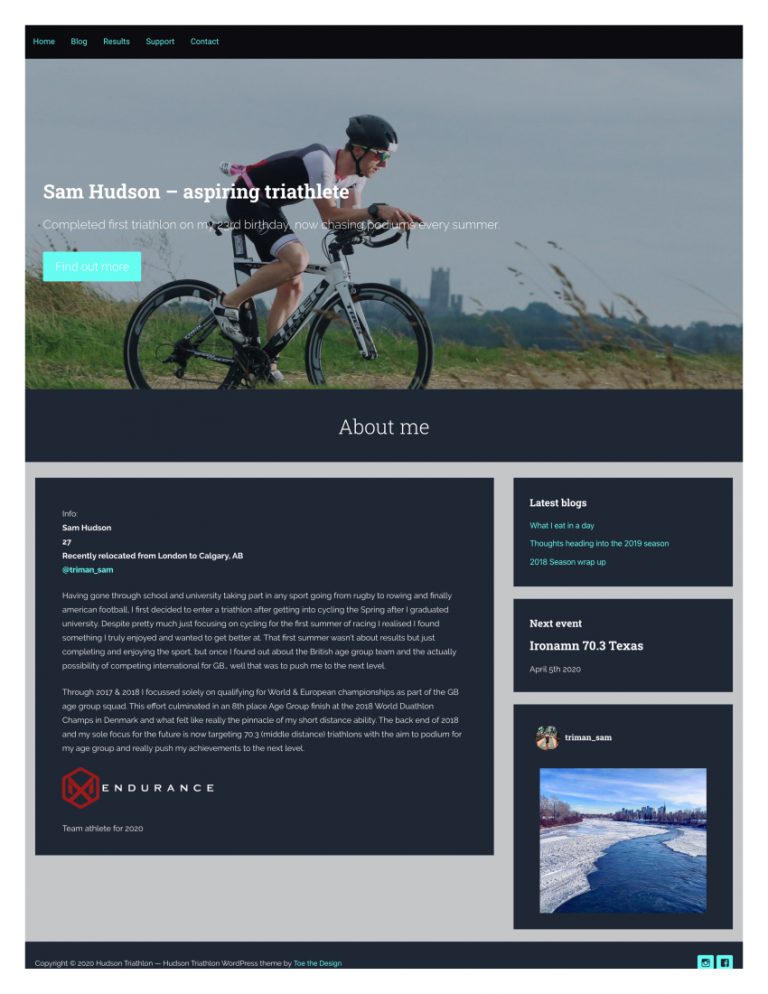 Home Blog Results Support Contact
Sam Hudson – aspiring triathlete
Completed first triathlon on my 23rd birthday, now chasing podiums every summer.
Find out more
TREK
About me
Info:
Sam Hudson
27
Recently relocated from London to Calgary, AB
@triman_sam
Having gone through school and university taking part in any sport going from rugby to rowing and finally
american football, I first decided to enter a triathlon after getting into cycling the Spring after I graduated
university. Despite pretty much just focusing on cycling for the first summer of racing I realised I found
something I truly enjoyed and wanted to get better at. That first summer wasn't about results but just
completing and enjoying the sport, but once I found out about the British age group team and the actually
possibility of competing international for GB., well that was to push me to the next level.
Through 2017 & 2018 I focussed solely on qualifying for World & European championships as part of the GB
age group squad. This effort culminated in an 8th place Age Group finish at the 2018 World Duathlon
Champs in Denmark and what felt like really the pinnacle of my short distance ability. The back end of 2018
and my sole focus for the future is now targeting 70.3 (middle distance) triathlons with the aim to podium for
my age group and really push my achievements to the next level.
ENDURANCE
Team athlete for 2020
Latest blogs
What I eat in a day
Thoughts heading into the 2019 season
2018 Season wrap up
Next event
Ironamn 70.3 Texas
April 5th 2020
triman_sam
Copyright © 2020 Hudson Triathlon — Hudson Triathlon WordPress theme by Toe the Design